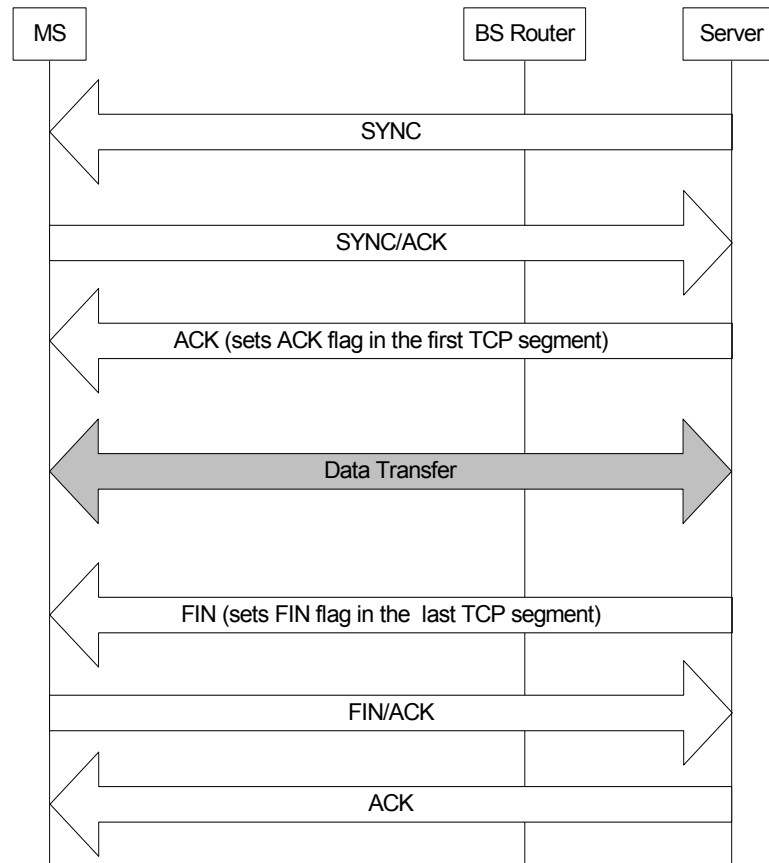 MS
BS Router
Server
SYNC
SYNC/ACK
ACK (sets ACK flag in the first TCP segment)
Data Transfer
FIN (sets FIN flag in the last TCP segment)
FIN/ACK
ACK